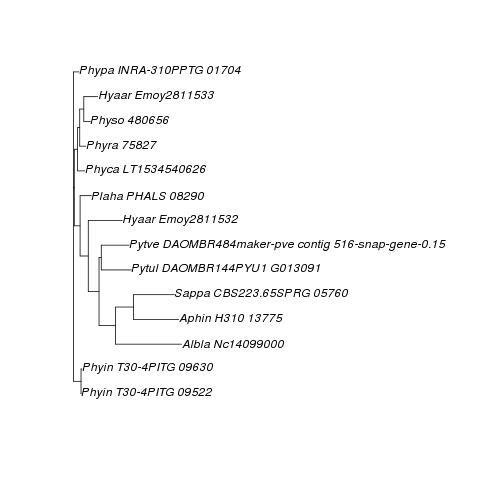 Phypa INRA-310PPTG 01704
Hyaar Emoy2811533
Physo 480656
Phyra 75827
Phyca LT1534540626
Plaha PHALS 08290
Hyaar Emoy2811532
Pytve DAOMBR484maker-pve contig 516-snap-gene-0.15
Pytul DAOMBR144PYU1 G013091
Sappa CBS223.65SPRG 05760
Aphin H310 13775
Albla Nc14099000
Phyin T30-4PITG 09630
Phyin T30-4PITG 09522